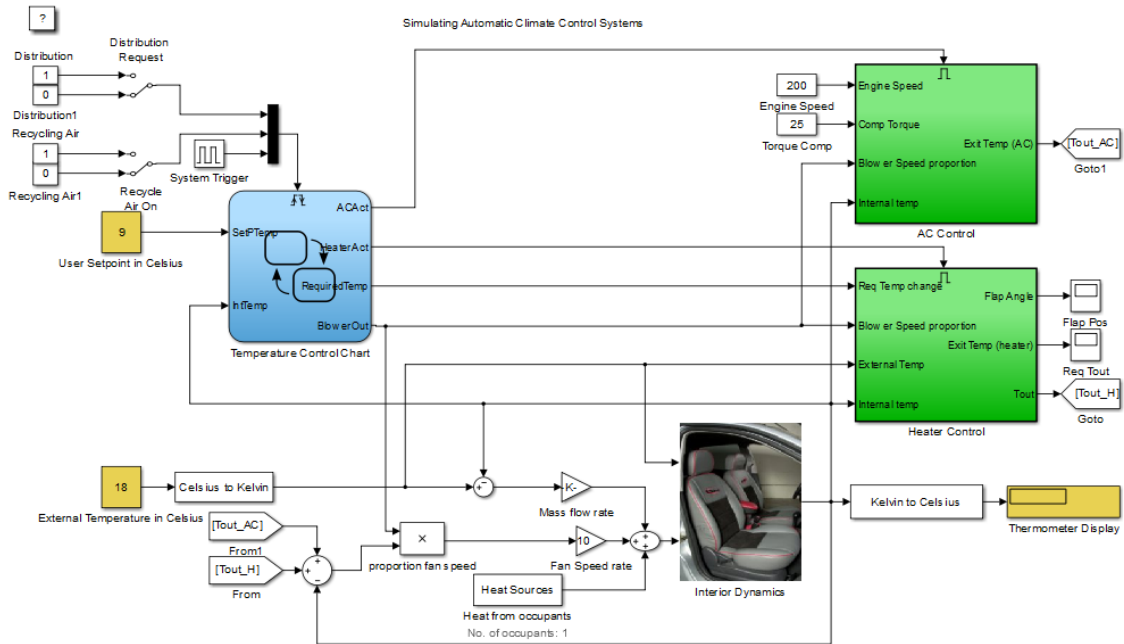 ?
Simulating Automatic Climate Control Systems
Distribution
Distribution
Request
1
0
Distribution1
Recycling Air
1
0
Recycling Air1
Recycle
Air On
System Trigger
9
User Setpoint in Celsius
SetPTemp
IntTemp
ACAct
HeaterAct
RequiredTemp
BlowerOut
Temperature Control Chart
200
Engine Speed
25
Torque Comp
Engine Speed
Comp Torque
Blower Speed proportion
Internal temp
Exit Temp (AC)
AC Control
[Tout_AC]
Goto1
Req Temp change
Blower Speed proportion
External Temp
Internal temp
Flap Angle
Exit Temp (heater)
Tout
Heater Control
Flap Pos
Req Tout
[Tout_H]
Goto
18
External Temperature in Celsius
Celsius to Kelvin
[Tout_AC]
From1
[Tout_H]
From
+
+
−
×
proportion fan speed
+
−
-K-
Mass flow rate
10
Fan Speed rate
+
+
+
Heat Sources
Heat from occupants
No. of occupants: 1
Interior Dynamics
Kelvin to Celsius
Thermometer Display